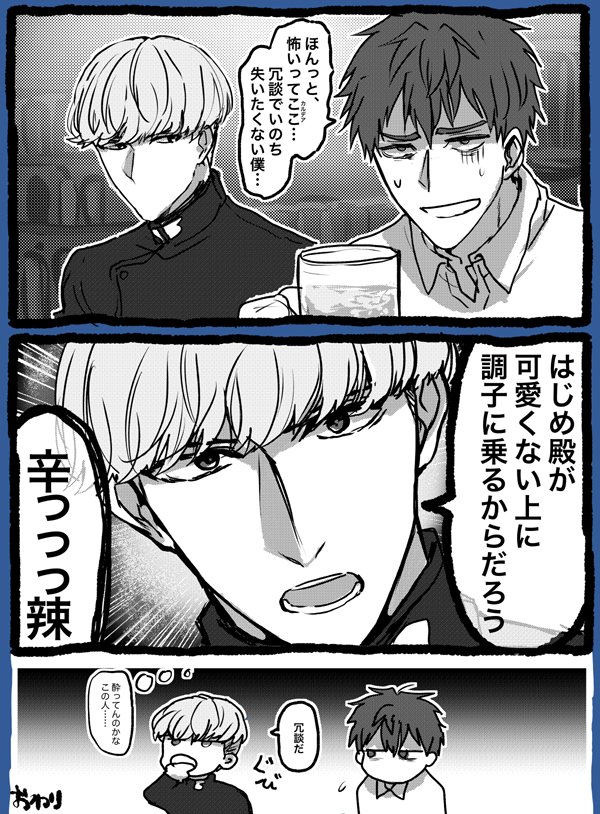 ほんっと、
怖いってここ…
カルデア
冗談でいのち
失いたくない僕…
はじめ殿が
可愛くない上に
調子に乗るからだろう
辛っっっ辣
冗談だ
ぐび
酔ってんのかな
この人……
おわり